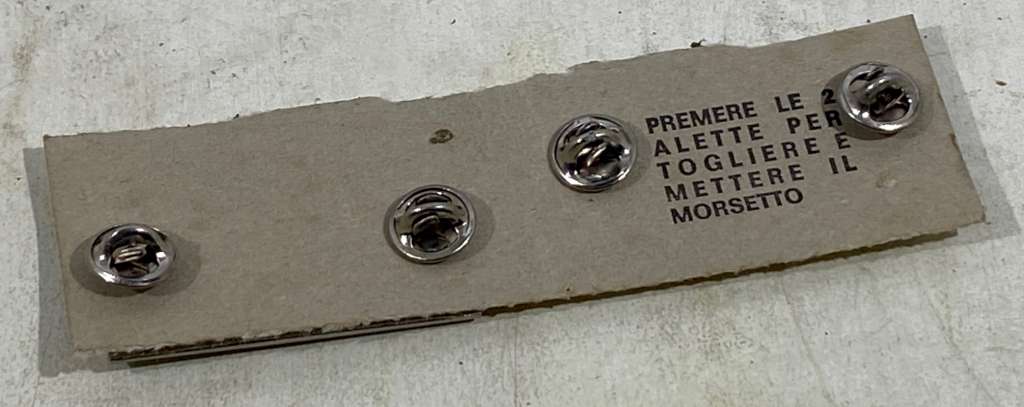 PREMERE LE 2
ALETTE PER
TOGLIERE E
METTERE IL
MORSETTO